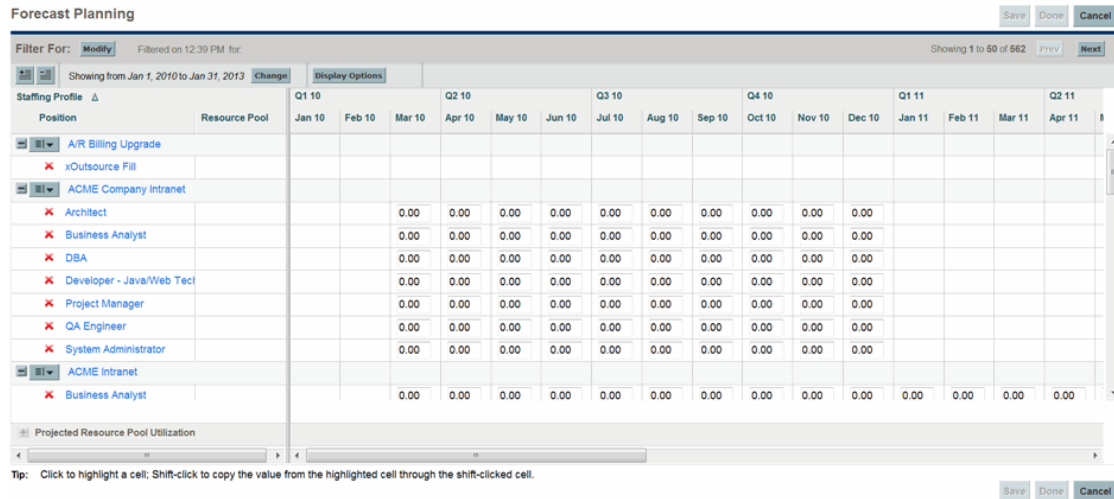 Forecast Planning
Save Done Cancel
Filter For: Modify Filtered on 12:39 PM for: Showing 1 to 50 of 562 Prev Next
Showing from Jan 1, 2010 to Jan 31, 2013 Change Display Options
Staffing Profile Q1 10 Q2 10 Q3 10 Q4 10 Q1 11 Q2 11
Position Resource Pool Jan 10 Feb 10 Mar 10 Apr 10 May 10 Jun 10 Jul 10 Aug 10 Sep 10 Oct 10 Nov 10 Dec 10 Jan 11 Feb 11 Mar 11 Apr 11
A/R Billing Upgrade
xOutsource Fill
ACME Company Intranet
Architect 0.00 0.00 0.00 0.00 0.00 0.00 0.00 0.00 0.00 0.00
Business Analyst 0.00 0.00 0.00 0.00 0.00 0.00 0.00 0.00 0.00 0.00
DBA 0.00 0.00 0.00 0.00 0.00 0.00 0.00 0.00 0.00 0.00
Developer - Java/Web Tech 0.00 0.00 0.00 0.00 0.00 0.00 0.00 0.00 0.00 0.00
Project Manager 0.00 0.00 0.00 0.00 0.00 0.00 0.00 0.00 0.00 0.00
QA Engineer 0.00 0.00 0.00 0.00 0.00 0.00 0.00 0.00 0.00 0.00
System Administrator 0.00 0.00 0.00 0.00 0.00 0.00 0.00 0.00 0.00 0.00
ACME Intranet
Business Analyst 0.00 0.00 0.00 0.00 0.00 0.00 0.00 0.00 0.00 0.00 0.00 0.00 0.00 0.00
Projected Resource Pool Utilization
Tip: Click to highlight a cell; Shift-click to copy the value from the highlighted cell through the shift-clicked cell.
Save Done Cancel